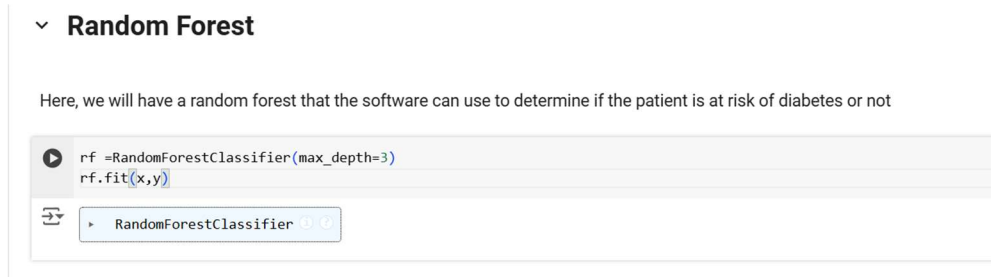 Random Forest
Here, we will have a random forest that the software can use to determine if the patient is at risk of diabetes or not
rf =RandomForestClassifier(max_depth=3)
rf.fit(x,y)
RandomForestClassifier